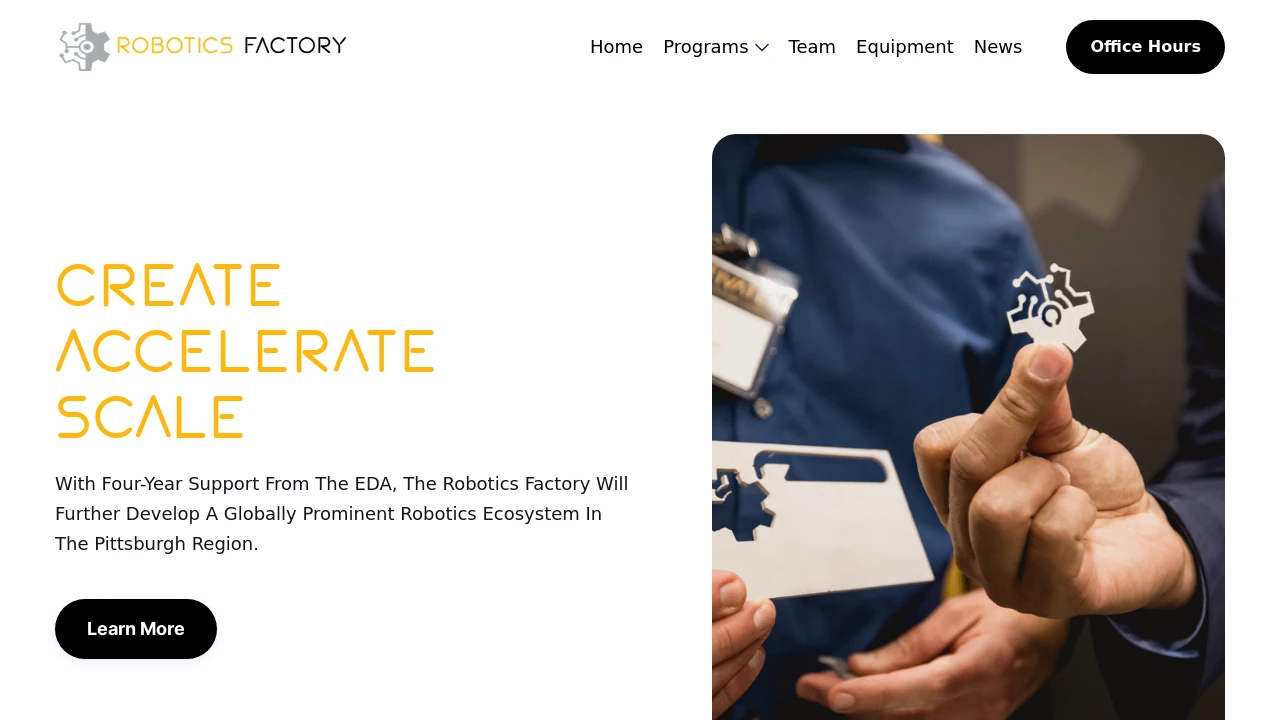 ROBOTICS FACTORY
Home Programs Team Equipment News Office Hours
CREATE
ACCELERATE
SCALE
With Four-Year Support From The EDA, The Robotics Factory Will
Further Develop A Globally Prominent Robotics Ecosystem In
The Pittsburgh Region.
Learn More